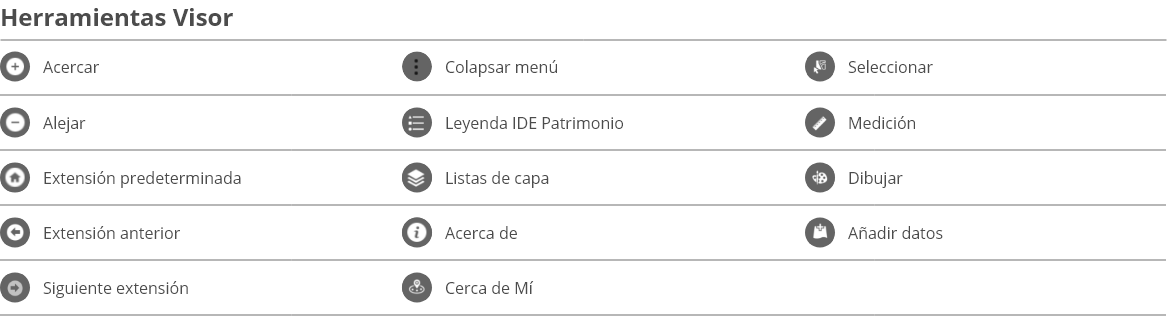 Herramientas Visor
Acercar
Colapsar menú
Seleccionar
Alejar
Leyenda IDE Patrimonio
Medición
Extensión predeterminada
Listas de capa
Dibujar
Extensión anterior
Acerca de
Añadir datos
Siguiente extensión
Cerca de Mí